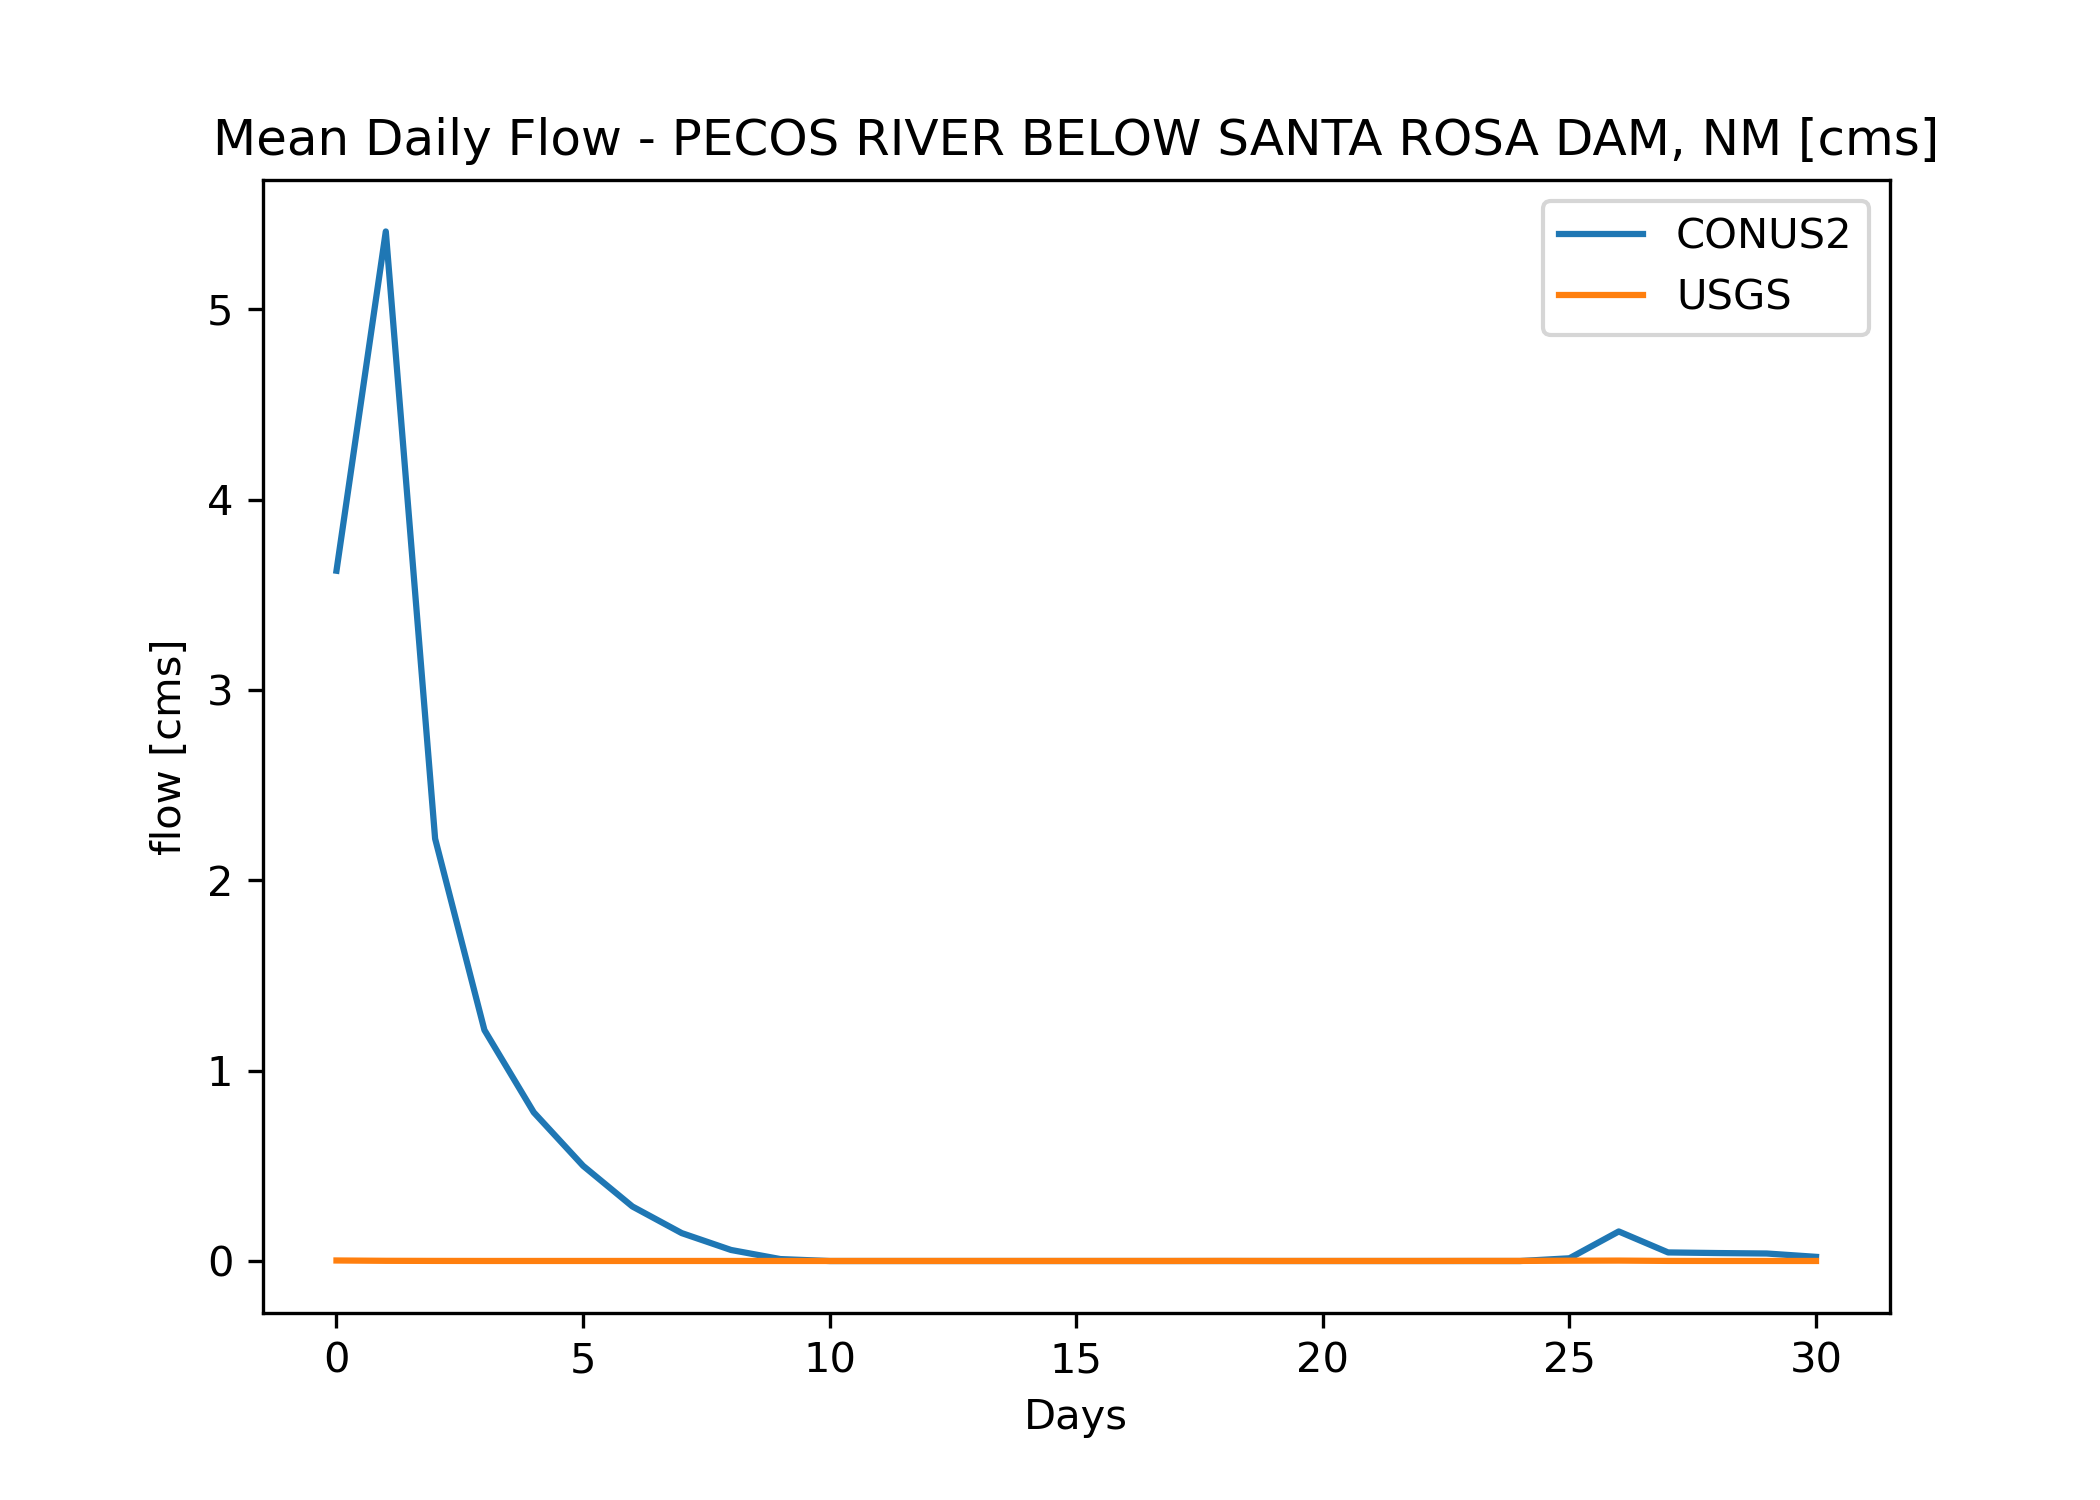 Mean Daily Flow - PECOS RIVER BELOW SANTA ROSA DAM, NM [cms]
CONUS2
USGS
5
4
3
2
1
0
flow [cms]
0 5 10 15 20 25 30
Days